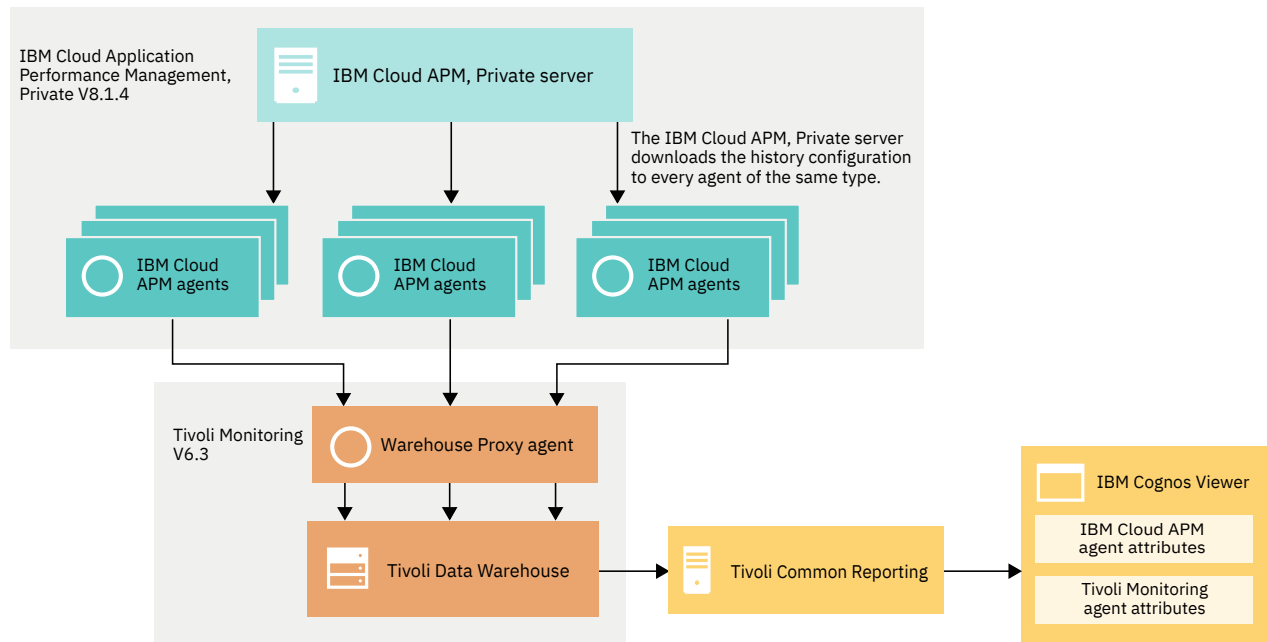 IBM Cloud Application
Performance Management,
Private V8.1.4
IBM Cloud APM, Private server
The IBM Cloud APM, Private server
downloads the history configuration
to every agent of the same type.
IBM Cloud
APM agents
IBM Cloud
APM agents
IBM Cloud
APM agents
Tivoli Monitoring
V6.3
Warehouse Proxy agent
Tivoli Data Warehouse
Tivoli Common Reporting
IBM Cognos Viewer
IBM Cloud APM
agent attributes
Tivoli Monitoring
agent attributes